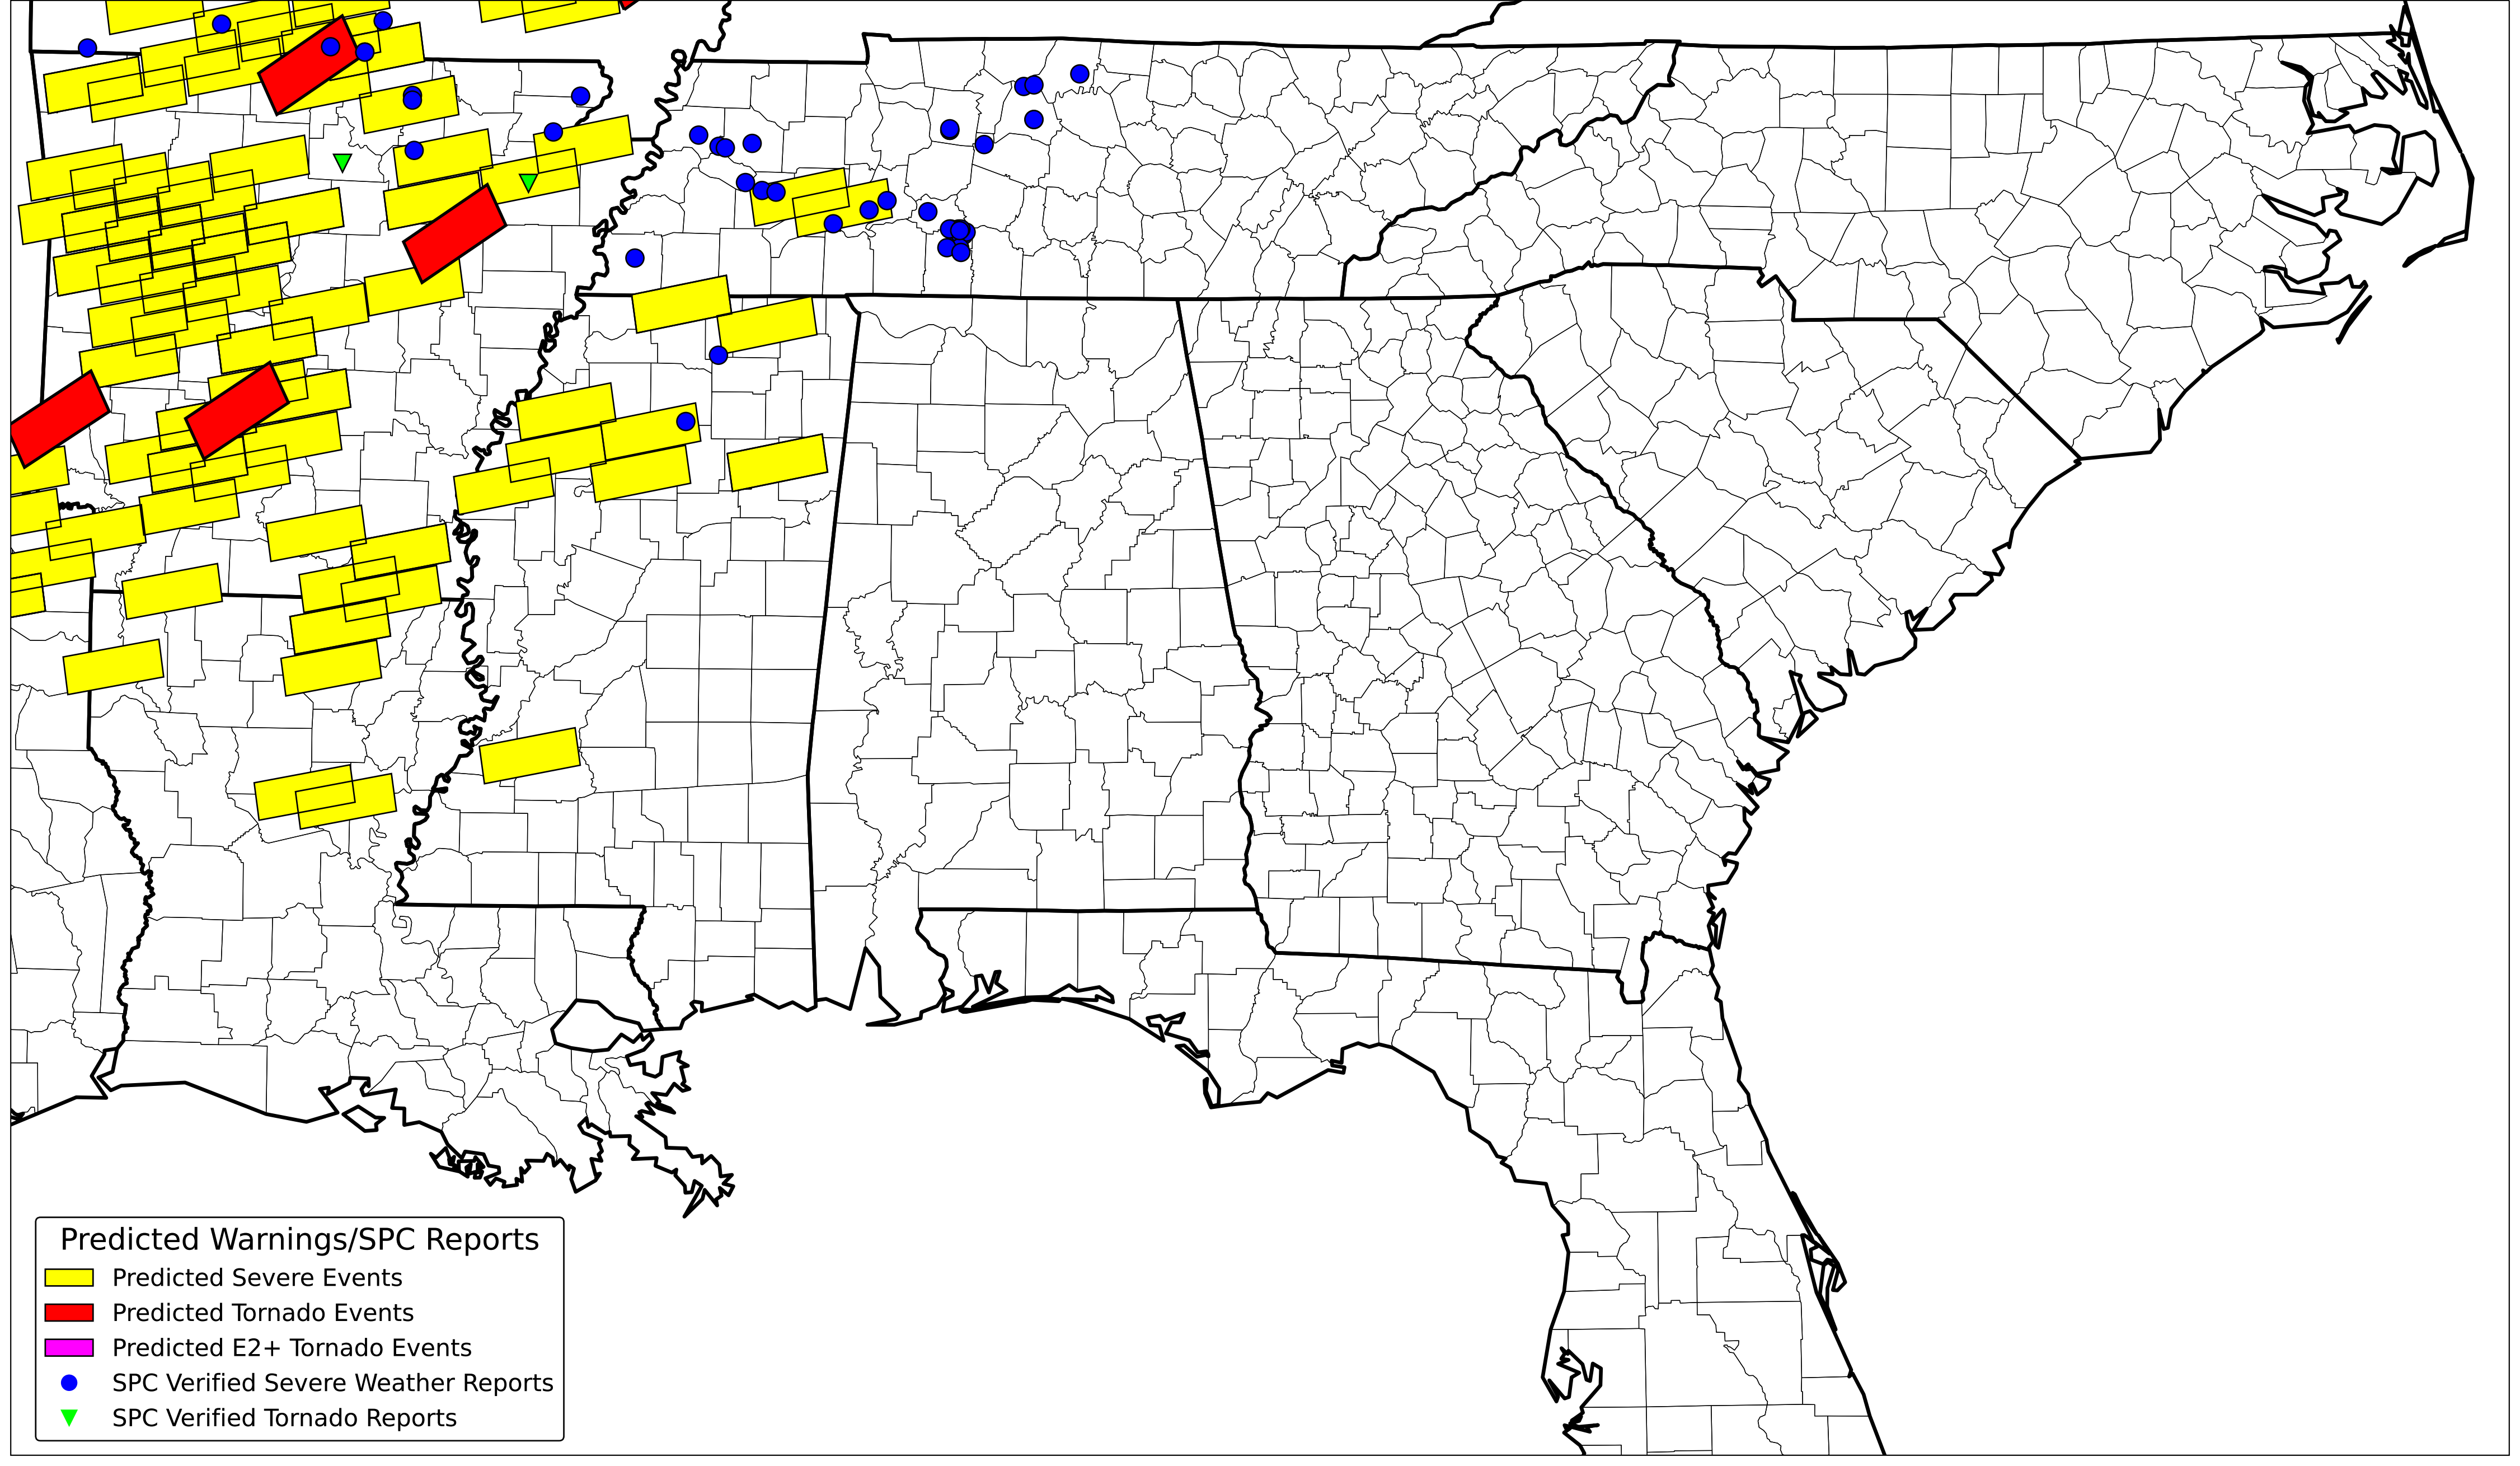 Predicted Warnings/SPC Reports
Predicted Severe Events
Predicted Tornado Events
Predicted E2+ Tornado Events
SPC Verified Severe Weather Reports
SPC Verified Tornado Reports